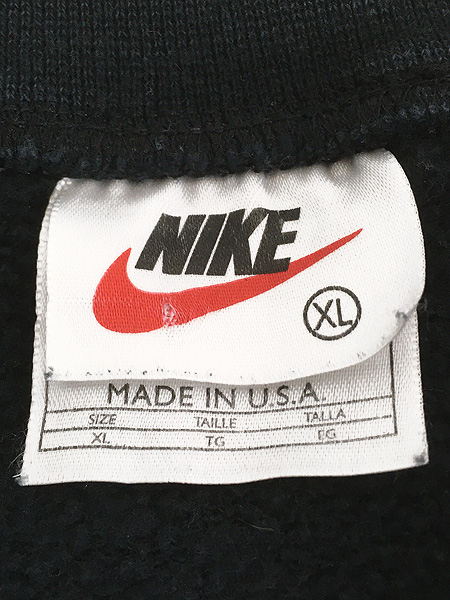 NIKE
XL
MADE IN U.S.A.
SIZE TAILLE TALLA
XL TG EG